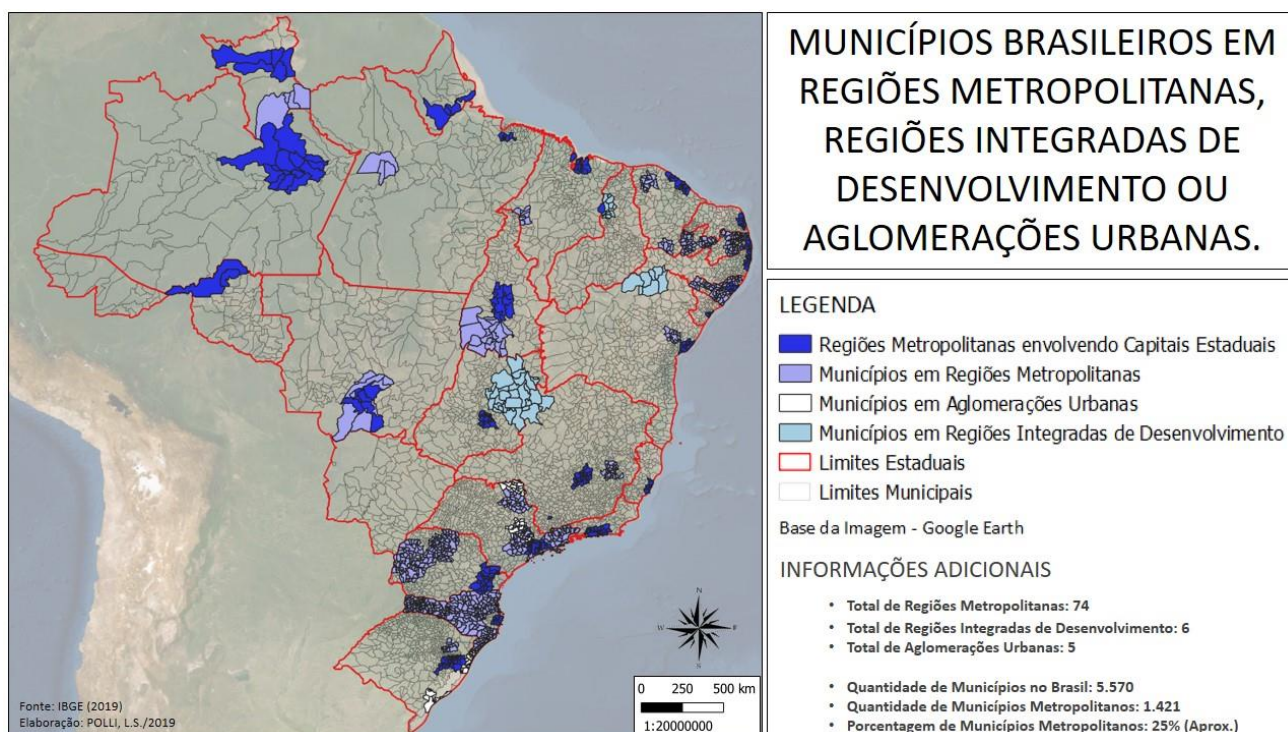 MUNICÍPIOS BRASILEIROS EM
REGIÕES METROPOLITANAS,
REGIÕES INTEGRADAS DE
DESENVOLVIMENTO OU
AGLOMERAÇÕES URBANAS.
LEGENDA
Regiões Metropolitanas envolvendo Capitais Estaduais
Municípios em Regiões Metropolitanas
Municípios em Aglomerações Urbanas
Municípios em Regiões Integradas de Desenvolvimento
Limites Estaduais
Limites Municipais
Base da Imagem - Google Earth
INFORMAÇÕES ADICIONAIS
• Total de Regiões Metropolitanas: 74
• Total de Regiões Integradas de Desenvolvimento: 6
• Total de Aglomerações Urbanas: 5
• Quantidade de Municípios no Brasil: 5.570
• Quantidade de Municípios Metropolitanos: 1.421
• Porcentagem de Municípios Metropolitanos: 25% (Aprox.)
N
W E
S
0 250 500 km
1:20000000
Fonte: IBGE (2019)
Elaboração: POLLI, L.S./2019